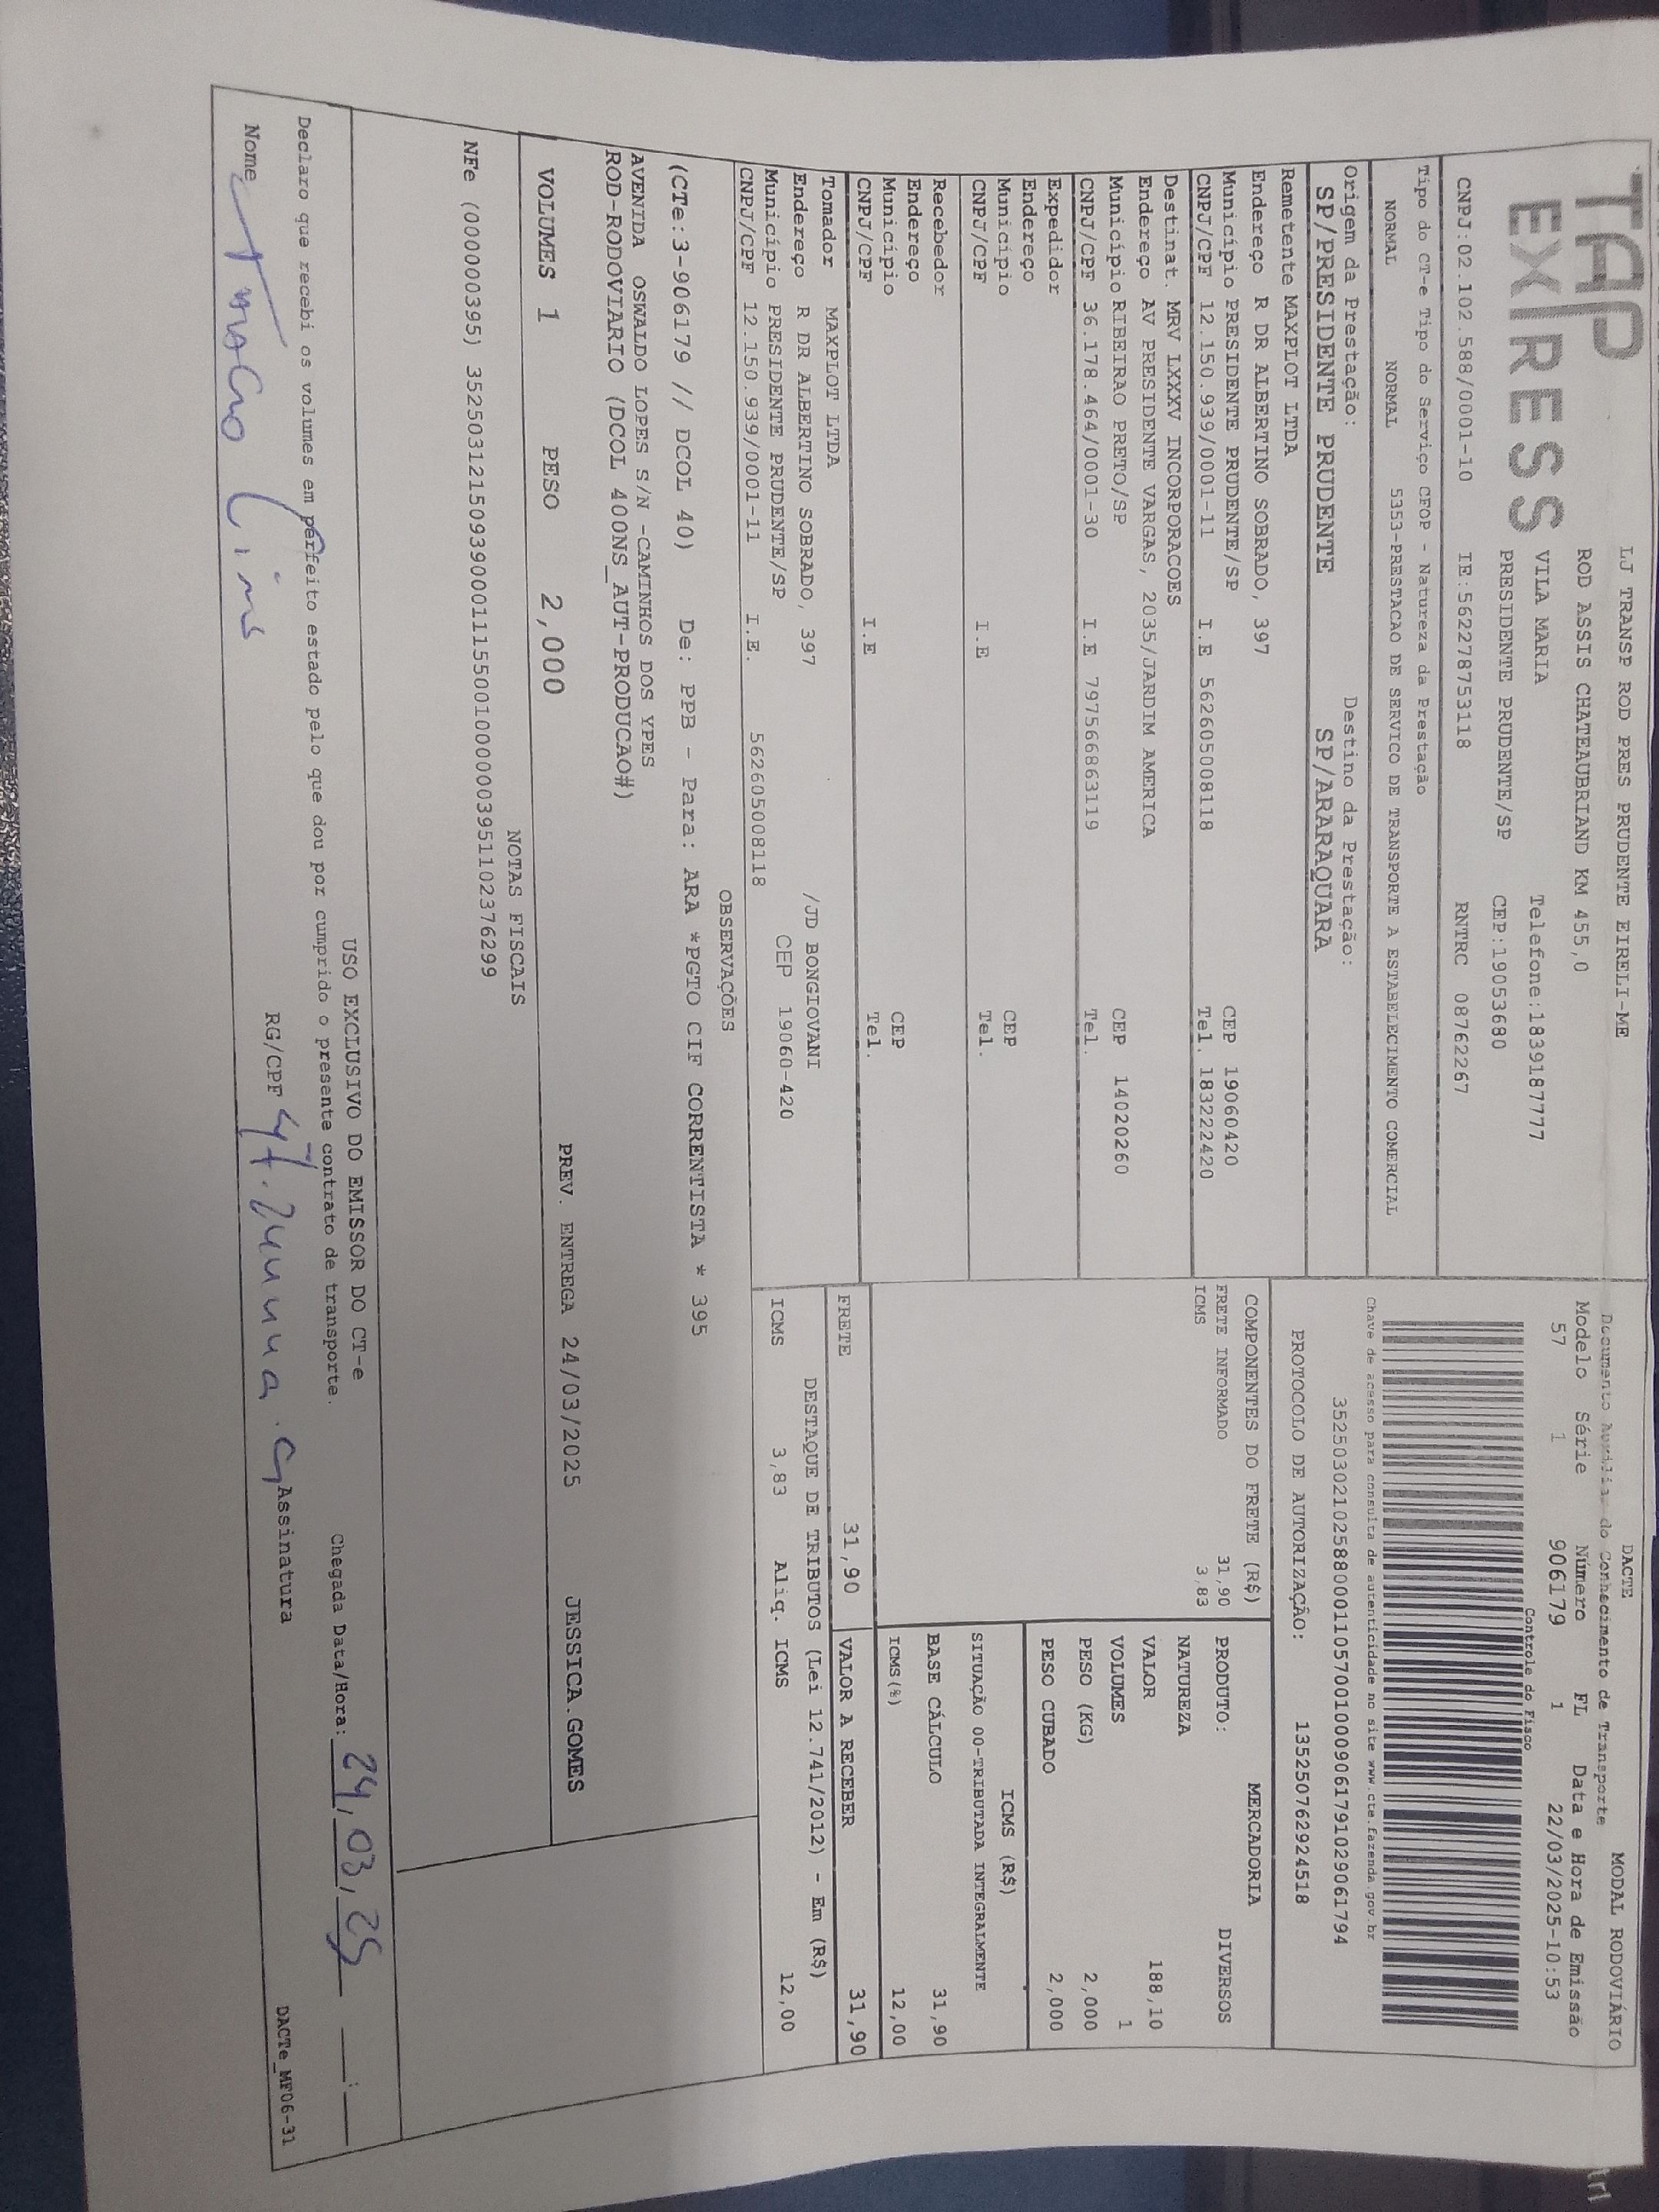 TAP
EX/RESS
LJ TRANSP ROD PRES PRUDENTE EIRELI-ME
ROD ASSIS CHATEAUBRIAND KM 455,0
VILA MARIA Telefone:1839187777
PRESIDENTE PRUDENTE/SP CEP:19053680
CNPJ:02.102.588/0001-10 IE:562278753118 RNTRC 08762267
DACTE MODAL RODOVIÁRIO
Documento Auxiliar do Conhecimento de Transporte
Modelo Série Número FL Data e Hora de Emissão
57 1 906179 1 22/03/2025-10:53
Controle do Fisco
Chave de acesso para consulta de autenticidade no site www.cte.fazenda.gov.br
35250302102588000110570010009061791029061794
PROTOCOLO DE AUTORIZAÇÃO: 135250762924518
Tipo do CT-e Tipo do Serviço CFOP - Natureza da Prestação
NORMAL NORMAL 5353-PRESTACAO DE SERVICO DE TRANSPORTE A ESTABELECIMENTO COMERCIAL
Origem da Prestação: Destino da Prestação:
SP/PRESIDENTE PRUDENTE SP/ARARAQUARA
Remetente MAXPLOT LTDA
Endereço R DR ALBERTINO SOBRADO, 397
Município PRESIDENTE PRUDENTE/SP CEP 19060420
CNPJ/CPF 12.150.939/0001-11 I.E 562605008118 Tel. 183222420
Destinat. MRV LXXXV INCORPORACOES
Endereço AV PRESIDENTE VARGAS, 2035/JARDIM AMERICA
Município RIBEIRAO PRETO/SP CEP 14020260
CNPJ/CPF 36.178.464/0001-30 I.E 797566863119 Tel.
Expedidor
Endereço
Município CEP
CNPJ/CPF I.E Tel.
Recebedor
Endereço
Município CEP
CNPJ/CPF I.E Tel.
Tomador MAXPLOT LTDA
Endereço R DR ALBERTINO SOBRADO, 397 /JD BONGIOVANI
Município PRESIDENTE PRUDENTE/SP CEP 19060-420
CNPJ/CPF 12.150.939/0001-11 I.E. 562605008118
COMPONENTES DO FRETE (R$)
FRETE INFORMADO 31,90
ICMS 3,83
MERCADORIA
PRODUTO: DIVERSOS
NATUREZA
VALOR 188,10
VOLUMES 1
PESO (KG) 2,000
PESO CUBADO 2,000
ICMS (R$)
SITUAÇÃO 00-TRIBUTADA INTEGRALMENTE
BASE CÁLCULO 31,90
ICMS(%) 12,00
FRETE 31,90 VALOR A RECEBER 31,90
DESTAQUE DE TRIBUTOS (Lei 12.741/2012) - Em (R$)
ICMS 3,83 Aliq. ICMS 12,00
OBSERVAÇÕES
(CTe:3-906179 // DCOL 40) De: PPB - Para: ARA *PGTO CIF CORRENTISTA * 395
AVENIDA OSWALDO LOPES S/N -CAMINHOS DOS YPES
ROD-RODOVIARIO (DCOL 400NS_AUT-PRODUCAO#)
VOLUMES 1 PESO 2,000 PREV. ENTREGA 24/03/2025 JESSICA.GOMES
NOTAS FISCAIS
NFe (000000395) 35250312150939000111550010000003951102376299
USO EXCLUSIVO DO EMISSOR DO CT-e
Declaro que recebi os volumes em perfeito estado pelo que dou por cumprido o presente contrato de transporte.
Chegada Data/Hora: 24,03,25 __:__
Nome RG/CPF Assinatura
DACTe_MF06-31